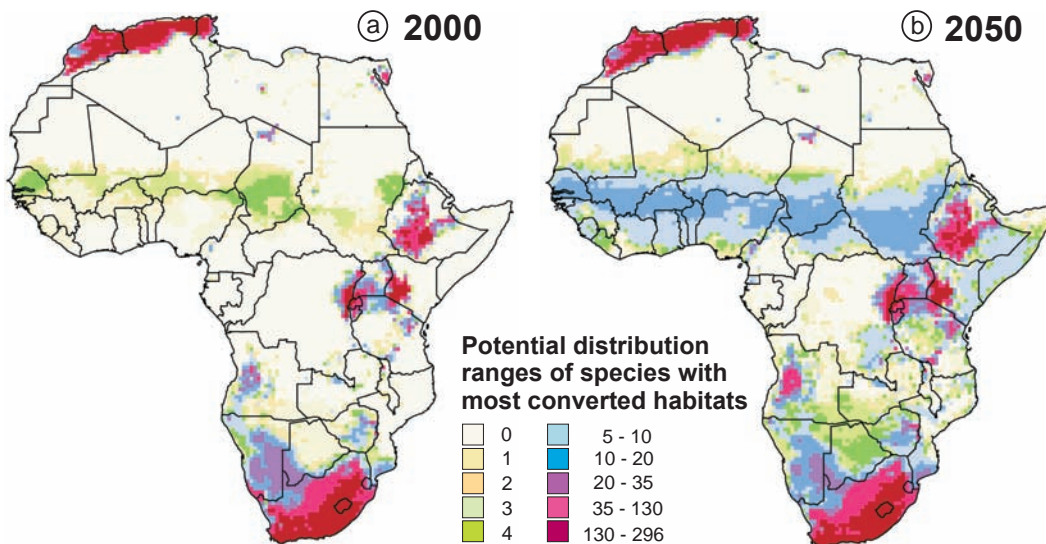 a 2000
b 2050
Potential distribution
ranges of species with
most converted habitats
0
5 - 10
1
10 - 20
2
20 - 35
3
35 - 130
4
130 - 296